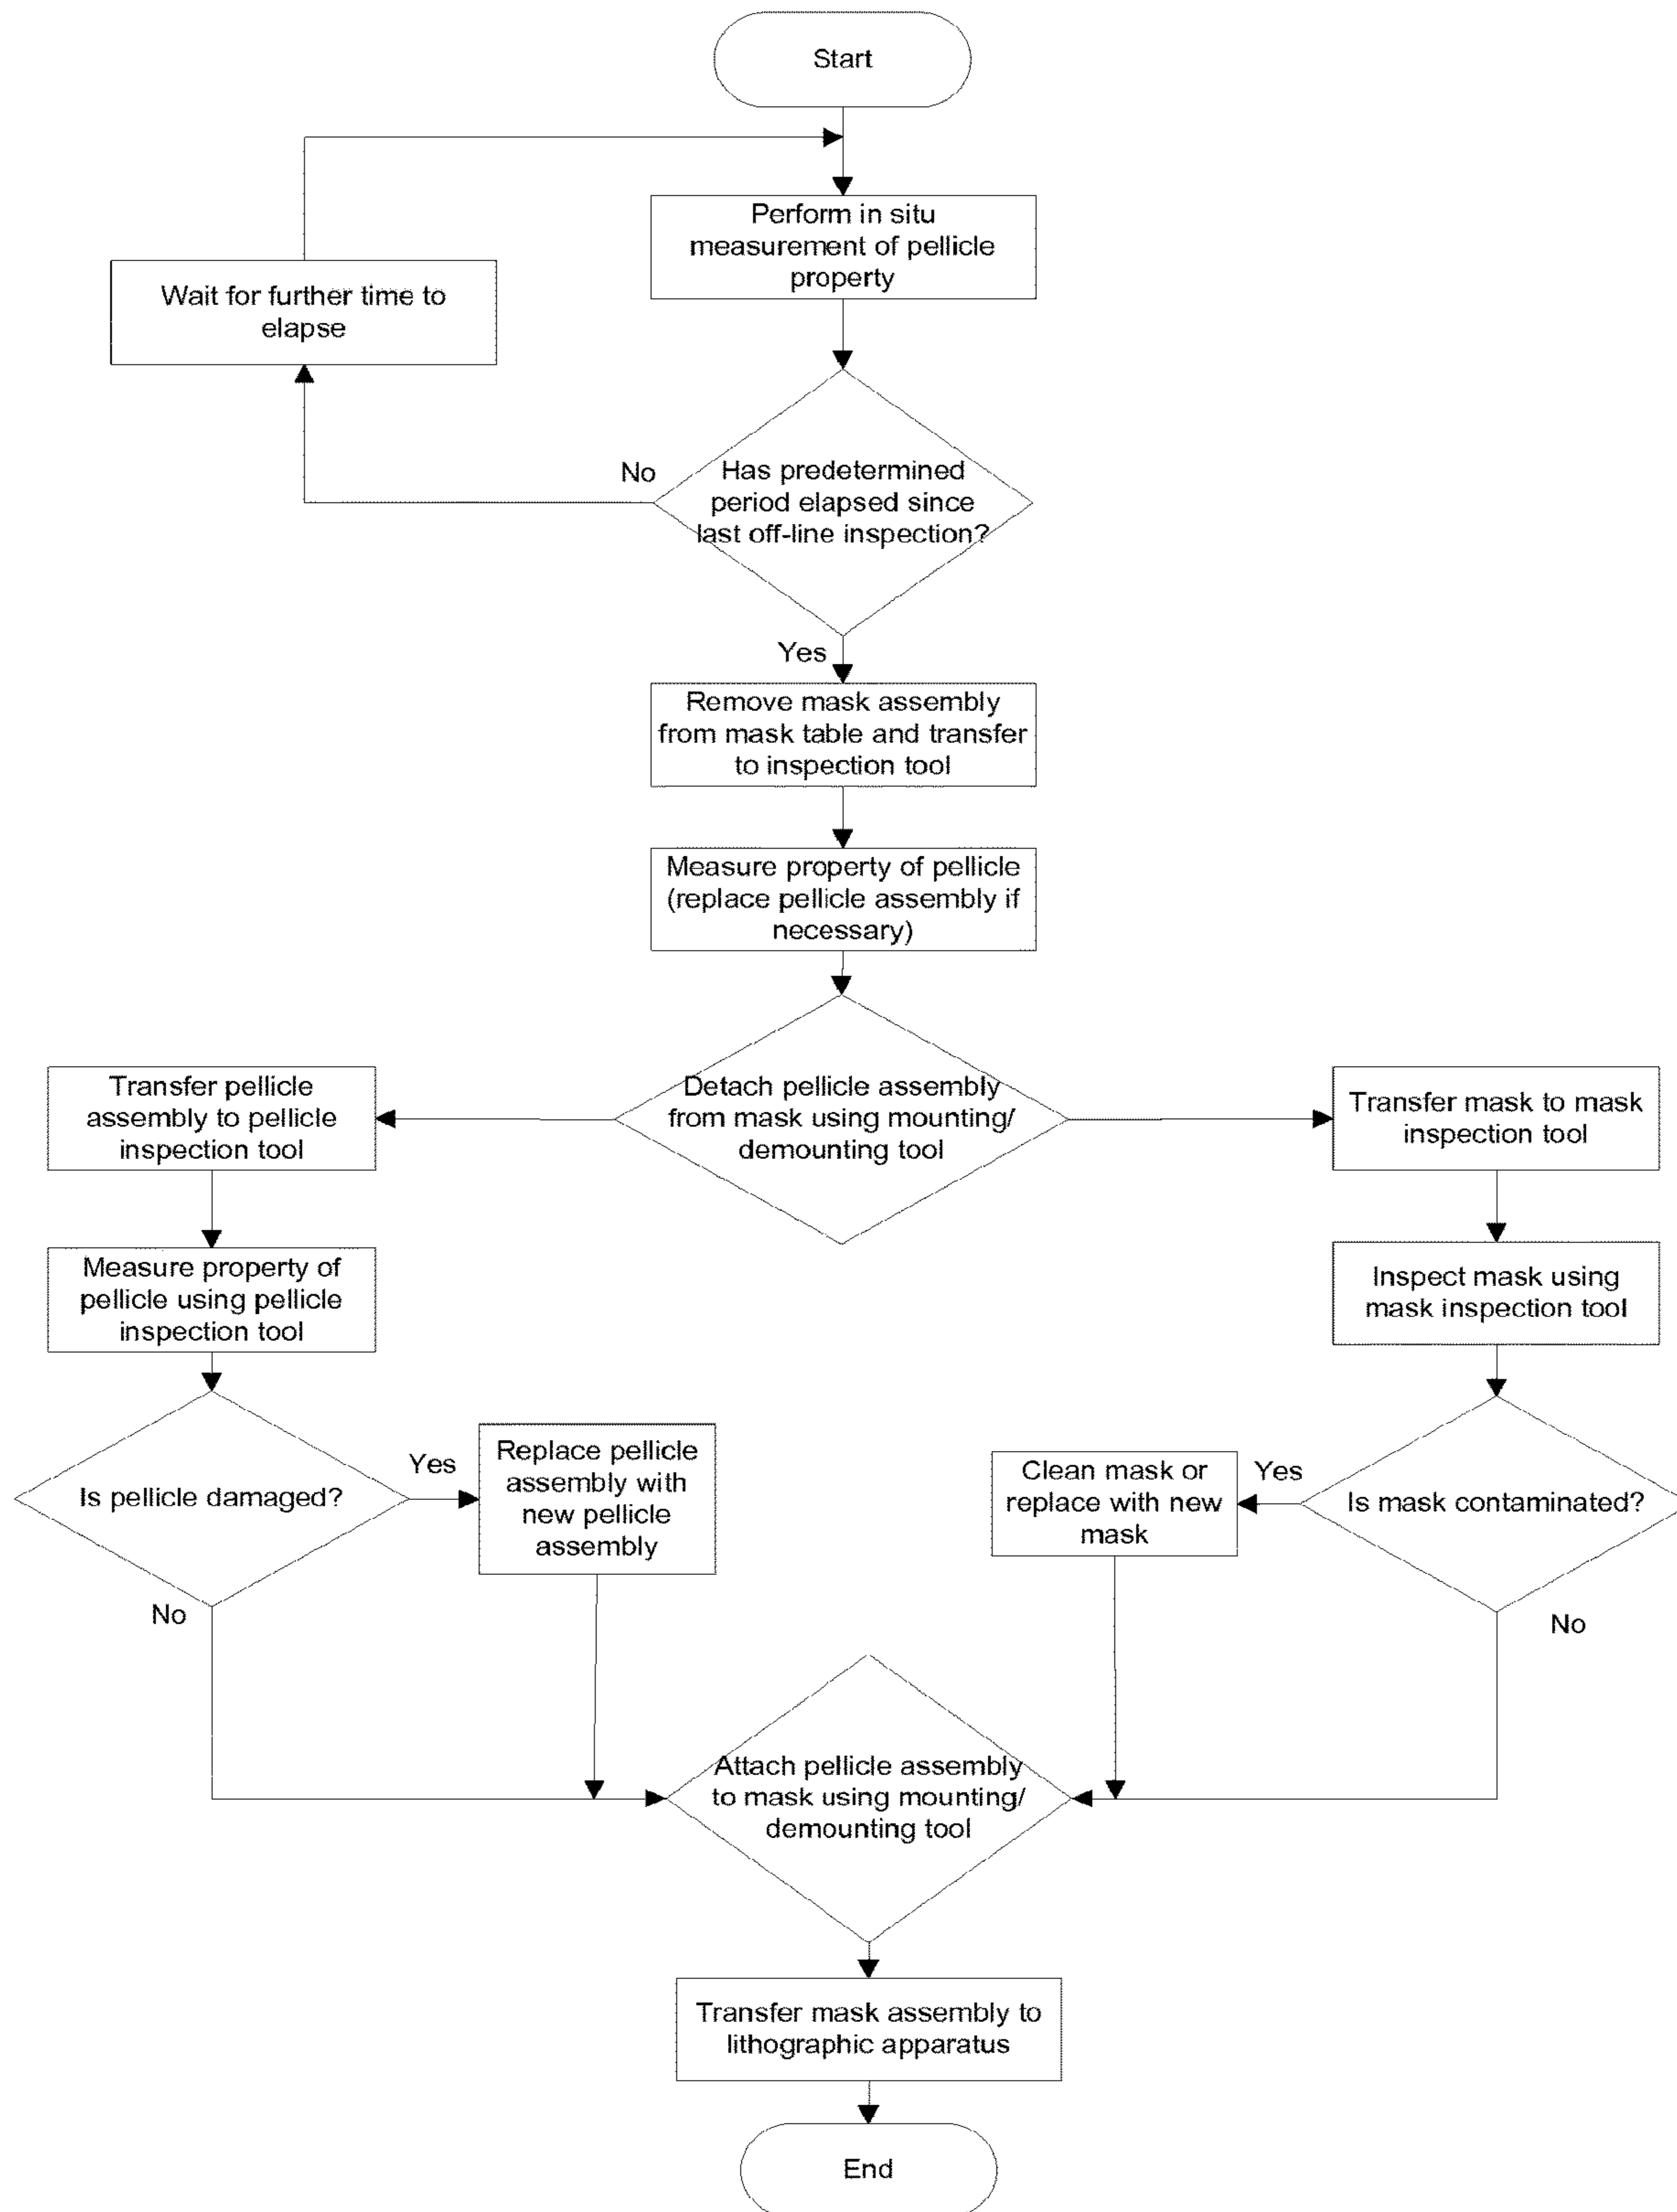 Start
Perform in situ
measurement of pellicle
property
Wait for further time to
elapse
No
Has predetermined
period elapsed since
last off-line inspection?
Yes
Remove mask assembly
from mask table and transfer
to inspection tool
Measure property of pellicle
(replace pellicle assembly if
necessary)
Detach pellicle assembly
from mask using mounting/
demounting tool
Transfer pellicle
assembly to pellicle
inspection tool
Transfer mask to mask
inspection tool
Measure property of
pellicle using pellicle
inspection tool
Inspect mask using
mask inspection tool
Is pellicle damaged?
Yes
Replace pellicle
assembly with
new pellicle
assembly
Clean mask or
replace with new
mask
Yes
Is mask contaminated?
No
No
Attach pellicle assembly
to mask using mounting/
demounting tool
Transfer mask assembly to
lithographic apparatus
End